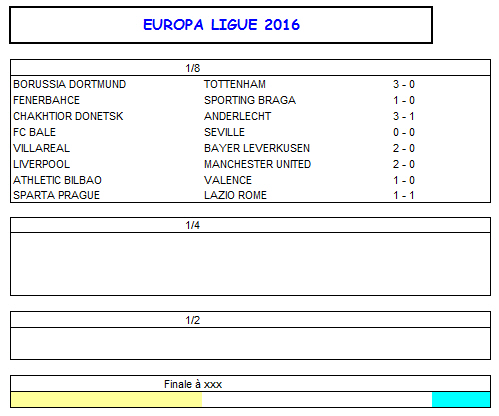 EUROPA LIGUE 2016
1/8
BORUSSIA DORTMUND TOTTENHAM 3 - 0
FENERBAHCE SPORTING BRAGA 1 - 0
CHAKHTIOR DONETSK ANDERLECHT 3 - 1
FC BALE SEVILLE 0 - 0
VILLAREAL BAYER LEVERKUSEN 2 - 0
LIVERPOOL MANCHESTER UNITED 2 - 0
ATHLETIC BILBAO VALENCE 1 - 0
SPARTA PRAGUE LAZIO ROME 1 - 1
1/4
1/2
Finale à xxx